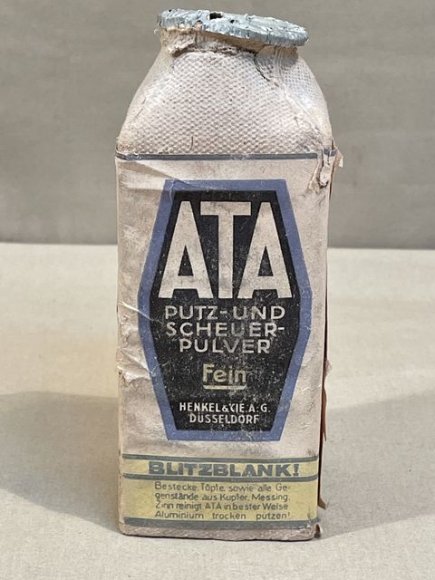 ATA
PUTZ-UND
SCHEUER-
PULVER
Fein
HENKEL & CIE. A. G.
DÜSSELDORF
BLITZBLANK!
Bestecke, Töpfe, sowie alle Ge-
genstände aus Kupfer, Messing,
Zinn reinigt ATA in bester Weise
Aluminium trocken putzen!